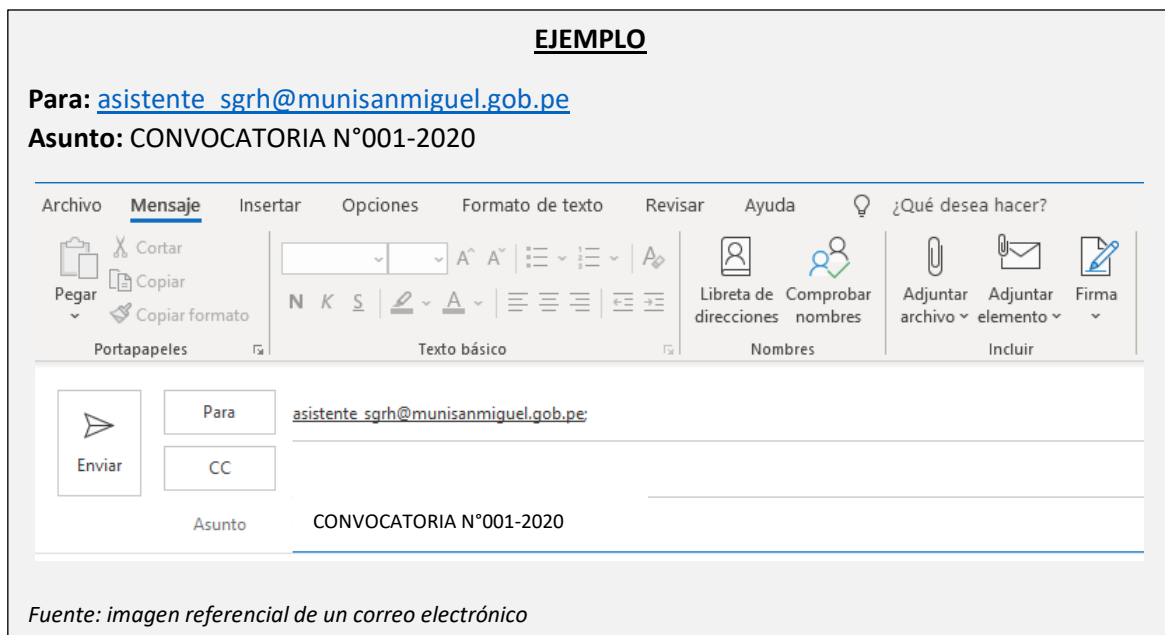 EJEMPLO
Para: asistente_sgrh@munisanmiguel.gob.pe
Asunto: CONVOCATORIA N°001-2020
Archivo Mensaje Insertar Opciones Formato de texto Revisar Ayuda ¿Qué desea hacer?
Pegar
Cortar
Copiar
Copiar formato
Portapapeles
N K S A
Texto básico
Libreta de direcciones
Comprobar nombres
Nombres
Adjuntar archivo
Adjuntar elemento
Firma
Incluir
Enviar
Para asistente_sgrh@munisanmiguel.gob.pe;
CC
Asunto CONVOCATORIA N°001-2020
Fuente: imagen referencial de un correo electrónico